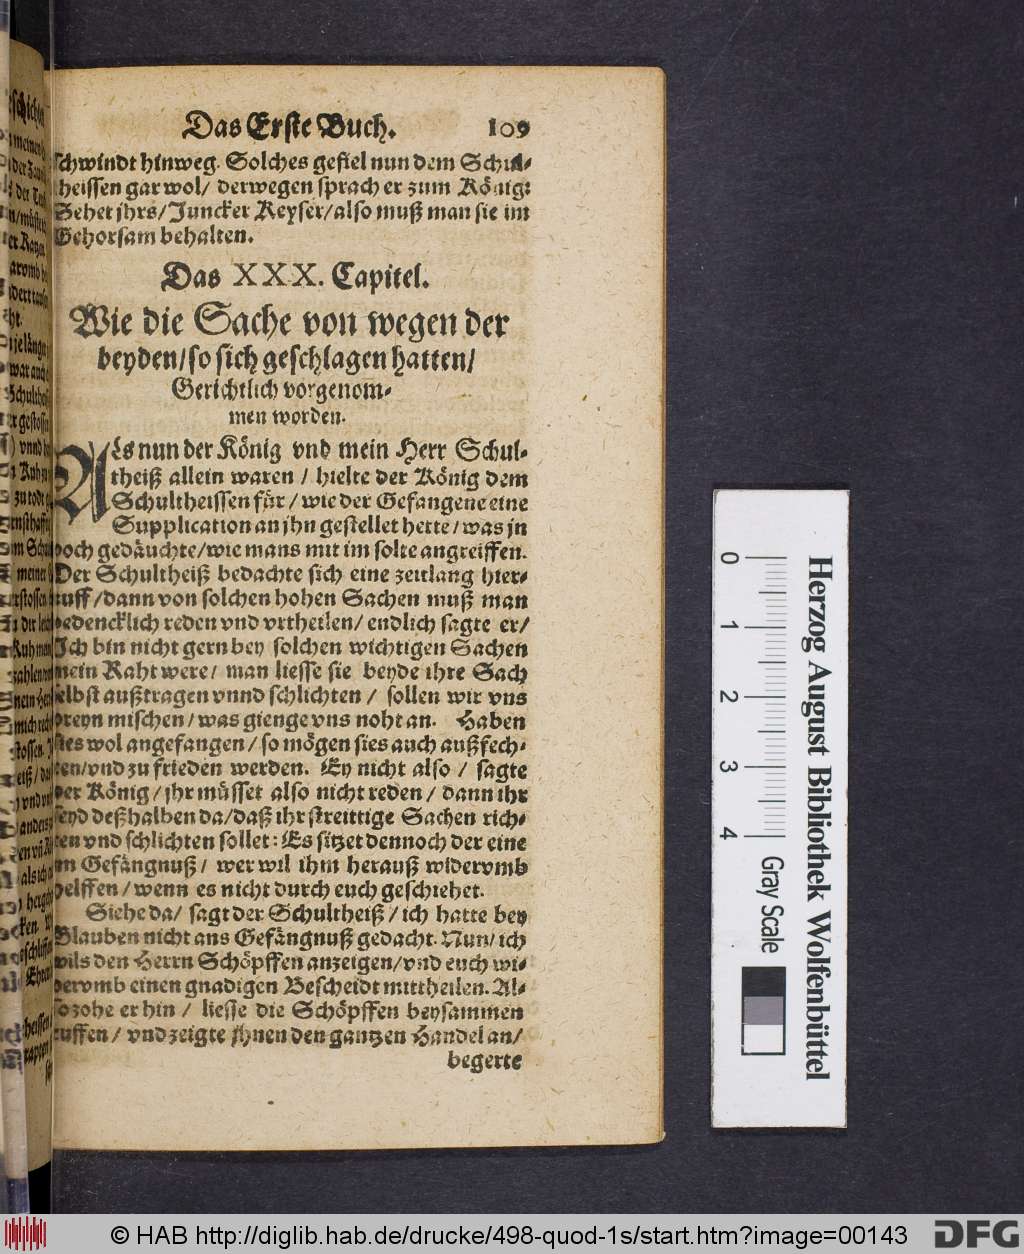 Das Erste Buch. 109
schwindt hinweg. Solches gefiel nun dem Schul-
heissen gar wol/ derwegen sprach er zum König:
Sehet jhrs/Juncker Keyser/also muß man sie im
Gehorsam behalten.
Das XXX. Capitel.
Wie die Sache von wegen der
beyden/so sich geschlagen hatten/
Gerichtlich vorgenom-
men worden.
Als nun der König vnd mein Herr Schul-
theiß allein waren / hielte der König dem
Schultheissen für / wie der Gefangene eine
Supplication an jhn gestellet hette / was jn
doch gedäuchte/wie mans mit im solte angreiffen.
Der Schultheiß bedachte sich eine zeitlang hier-
auff /dann von solchen hohen Sachen muß man
bedencklich reden vnd vrtheilen/ endlich sagte er/
Ich bin nicht gern bey solchen wichtigen Sachen
mein Raht were/ man liesse sie beyde ihre Sach
selbst außtragen vnnd schlichten / sollen wir vns
dreyn mischen / was gienge vns noht an. Haben
sies wol angefangen / so mögen sies auch außfech-
ten/vnd zu frieden werden. Ey nicht also / sagte
der König / jhr müsset also nicht reden / dann ihr
seyd deßhalben da/daß ihr streittige Sachen rich-
ten vnd schlichten sollet: Es sitzet dennoch der eine
im Gefängnuß / wer wil ihm herauß widervmb
helffen / wenn es nicht durch euch geschiehet.
Siehe da/ sagt der Schultheiß / ich hatte bey
Glauben nicht ans Gefängnuß gedacht. Nun/ ich
wils den Herrn Schöpffen anzeigen/vnd euch wi-
dervmb einen gnadigen Bescheidt mittheilen. Al-
so zohe er hin / liesse die Schöpffen beysammen
ruffen / vnd zeigte jhnen den gantzen Handel an/
begerte
0 1 2 3 4
Gray Scale
Herzog August Bibliothek Wolfenbüttel
© HAB http://diglib.hab.de/drucke/498-quod-1s/start.htm?image=00143
DFG